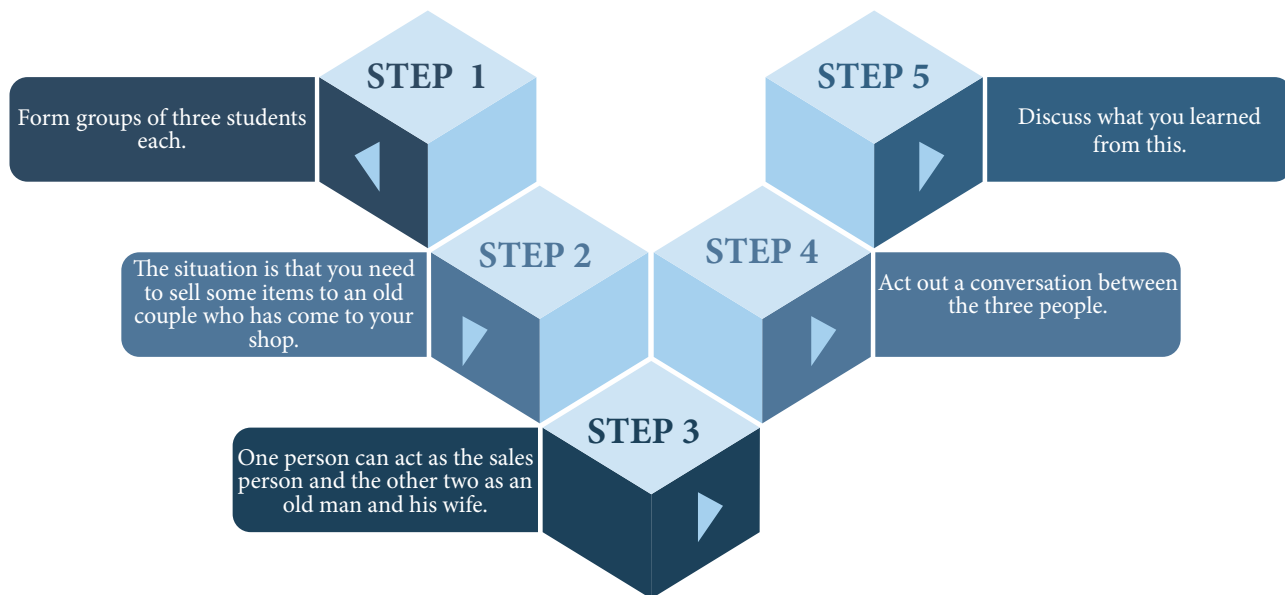 STEP 1
Form groups of three students
each.
STEP 2
The situation is that you need
to sell some items to an old
couple who has come to your
shop.
STEP 3
One person can act as the sales
person and the other two as an
old man and his wife.
STEP 4
Act out a conversation between
the three people.
STEP 5
Discuss what you learned
from this.